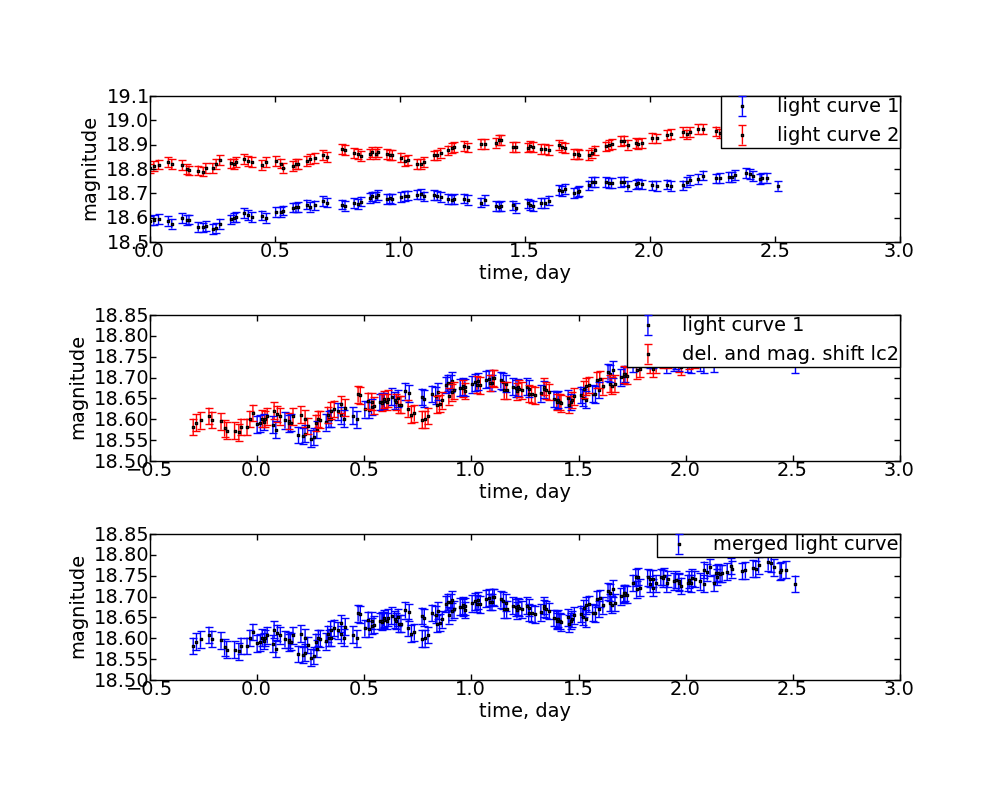 19.1
19.0
18.9
18.8
18.7
18.6
18.5
magnitude
light curve 1
light curve 2
0.0 0.5 1.0 1.5 2.0 2.5 3.0
time, day
18.85
18.80
18.75
18.70
18.65
18.60
18.55
18.50
magnitude
light curve 1
del. and mag. shift lc2
−0.5 0.0 0.5 1.0 1.5 2.0 2.5 3.0
time, day
18.85
18.80
18.75
18.70
18.65
18.60
18.55
18.50
magnitude
merged light curve
−0.5 0.0 0.5 1.0 1.5 2.0 2.5 3.0
time, day